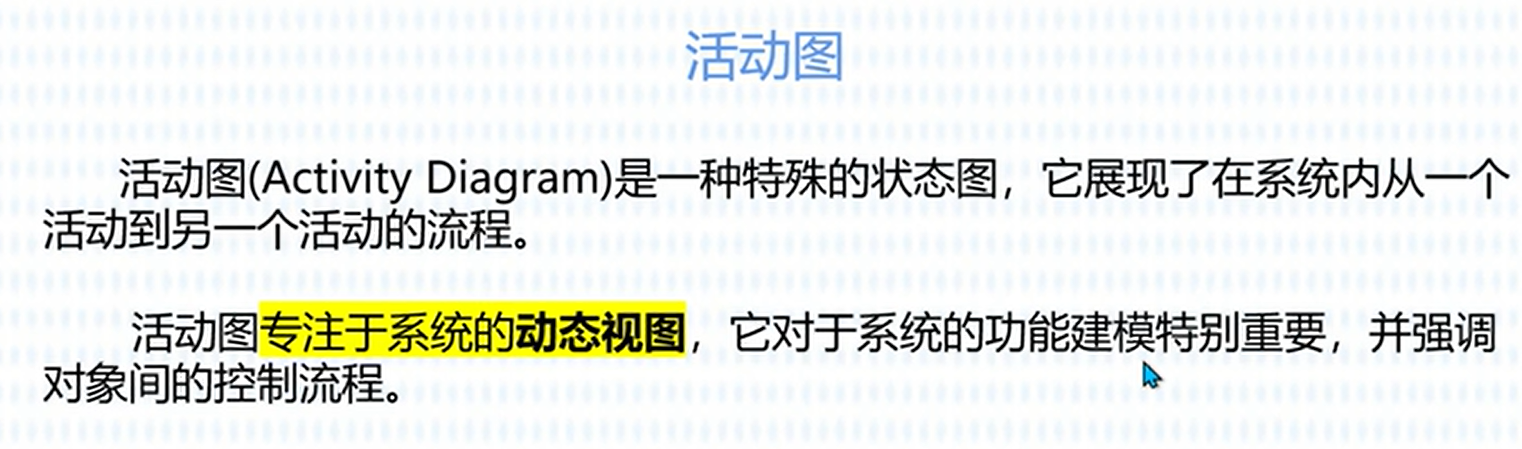 活动图
活动图(Activity Diagram)是一种特殊的状态图，它展现了在系统内从一个
活动到另一个活动的流程。
活动图专注于系统的动态视图，它对于系统的功能建模特别重要，并强调
对象间的控制流程。